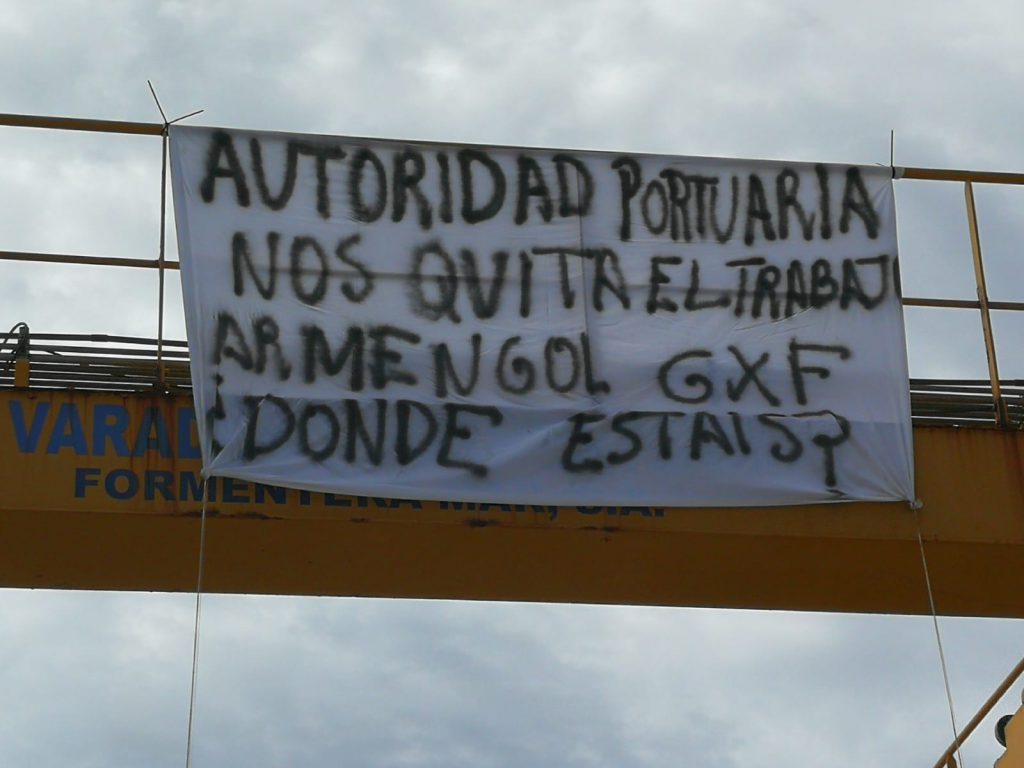 AUTORIDAD PORTUARIA
NOS QUITA EL TRABAJO
ARMENGOL GXF
¿DONDE ESTAIS?
VARAD
FORMENTERA MAR, S.A.